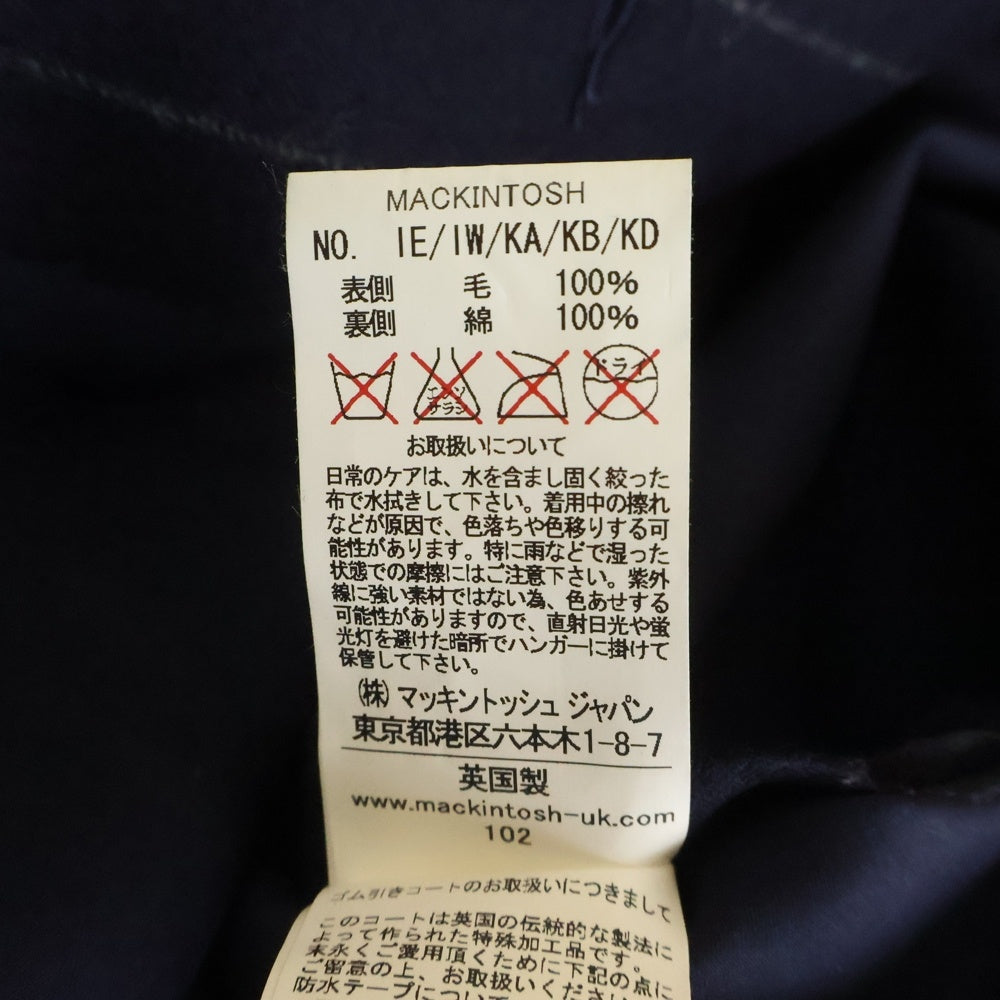 MACKINTOSH
NO. IE/IW/KA/KB/KD
表側 毛 100%
裏側 綿 100%
エンソ サラシ ドライ
お取扱いについて
日常のケアは、水を含まし固く絞った
布で水拭きして下さい。着用中の擦れ
などが原因で、色落ちや色移りする可
能性があります。特に雨などで湿った
状態での摩擦にはご注意下さい。紫外
線に強い素材ではない為、色あせする
可能性がありますので、直射日光や蛍
光灯を避けた暗所でハンガーに掛けて
保管して下さい。
㈱マッキントッシュ ジャパン
東京都港区六本木1-8-7
英国製
www.mackintosh-uk.com
102
ゴム引きコートのお取扱いにつきまして
このコートは英国の伝統的な製法に
よって作られた特殊加工品です。
末永くご愛用頂くために下記の点に
ご留意の上、お取扱いください
防水テープについて